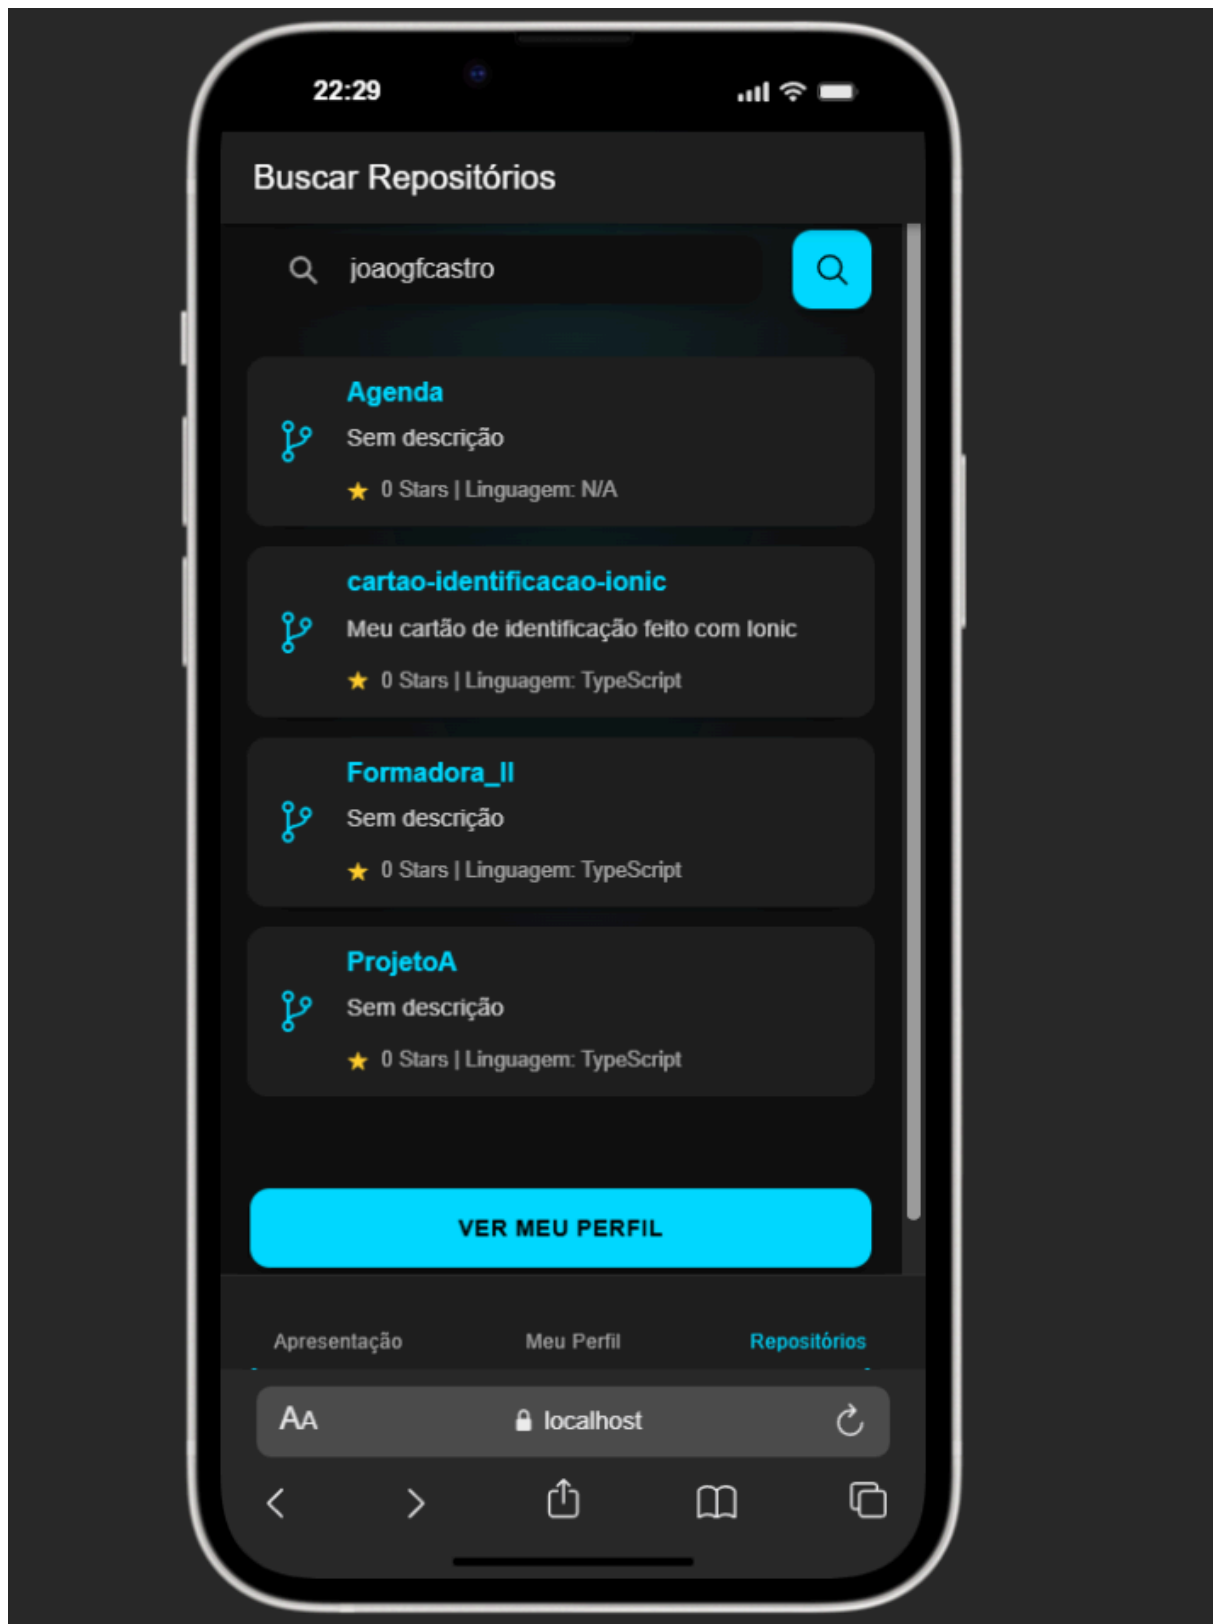 22:29
Buscar Repositórios
joaogfcastro
Agenda
Sem descrição
0 Stars | Linguagem: N/A
cartao-identificacao-ionic
Meu cartão de identificação feito com Ionic
0 Stars | Linguagem: TypeScript
Formadora_II
Sem descrição
0 Stars | Linguagem: TypeScript
ProjetoA
Sem descrição
0 Stars | Linguagem: TypeScript
VER MEU PERFIL
Apresentação Meu Perfil Repositórios
AA localhost